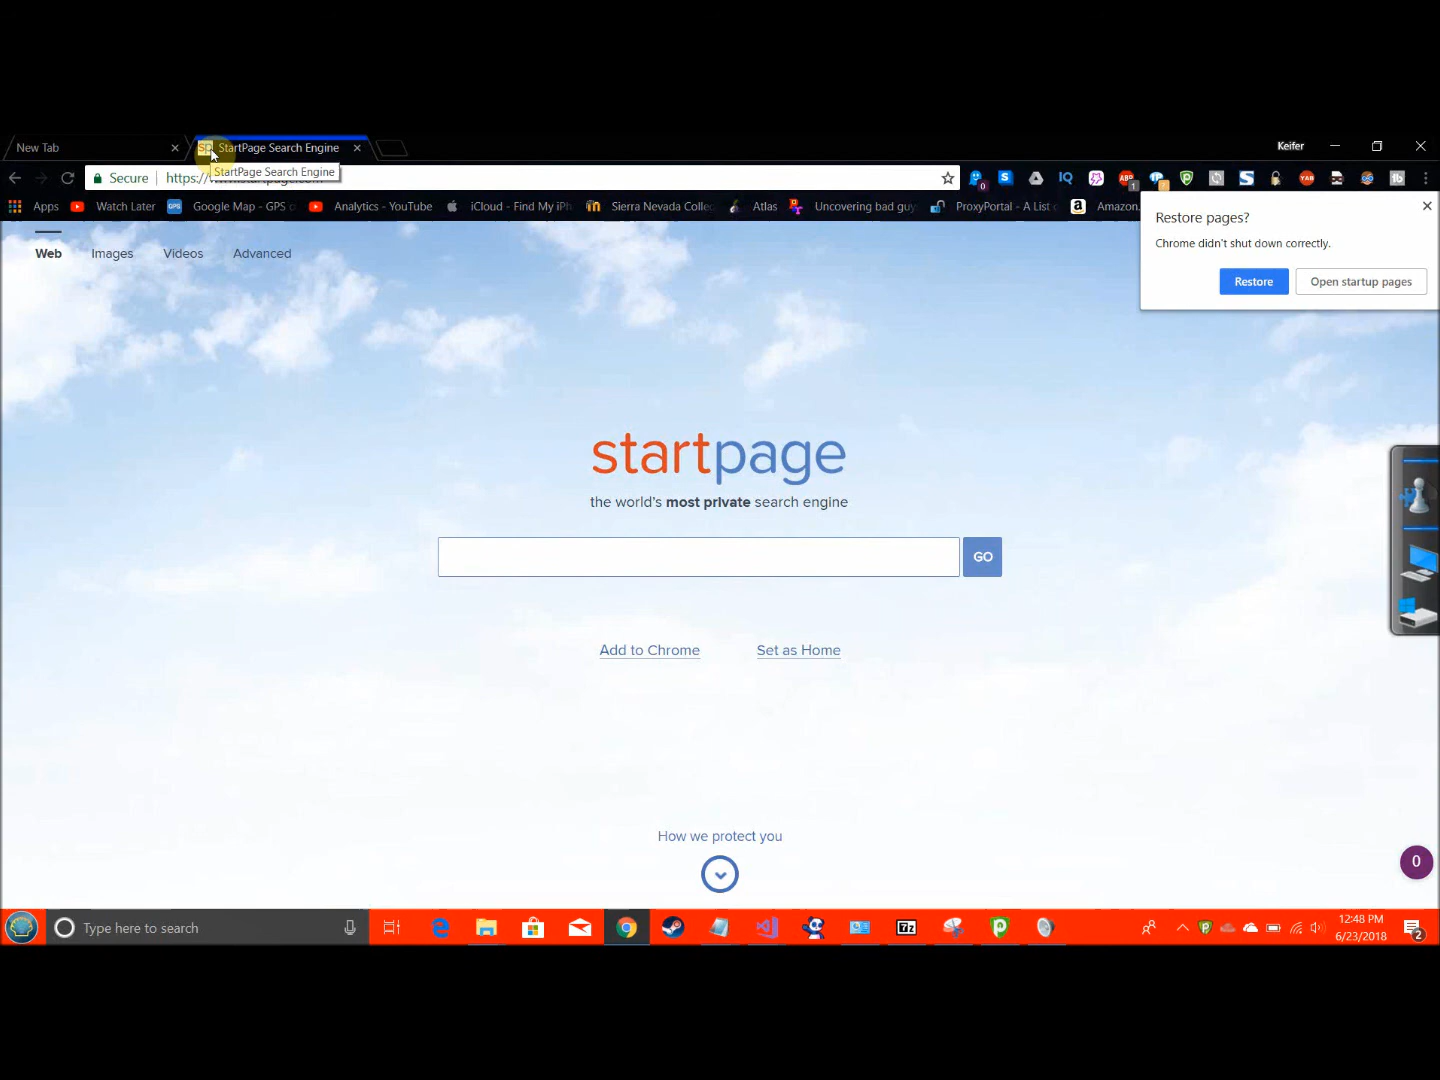 New Tab
StartPage Search Engine
Keifer
StartPage Search Engine
Secure
https://
Apps
Watch Later
GPS
Google Map - GPS
Analytics - YouTube
iCloud - Find My iPh
Sierra Nevada Colle
Atlas
Uncovering bad guy
ProxyPortal - A List
Amazon.
Restore pages?
Chrome didn't shut down correctly.
Restore
Open startup pages
Web
Images
Videos
Advanced
startpage
the world's most private search engine
GO
Add to Chrome
Set as Home
How we protect you
0
Type here to search
7z
12:48 PM
6/23/2018
2